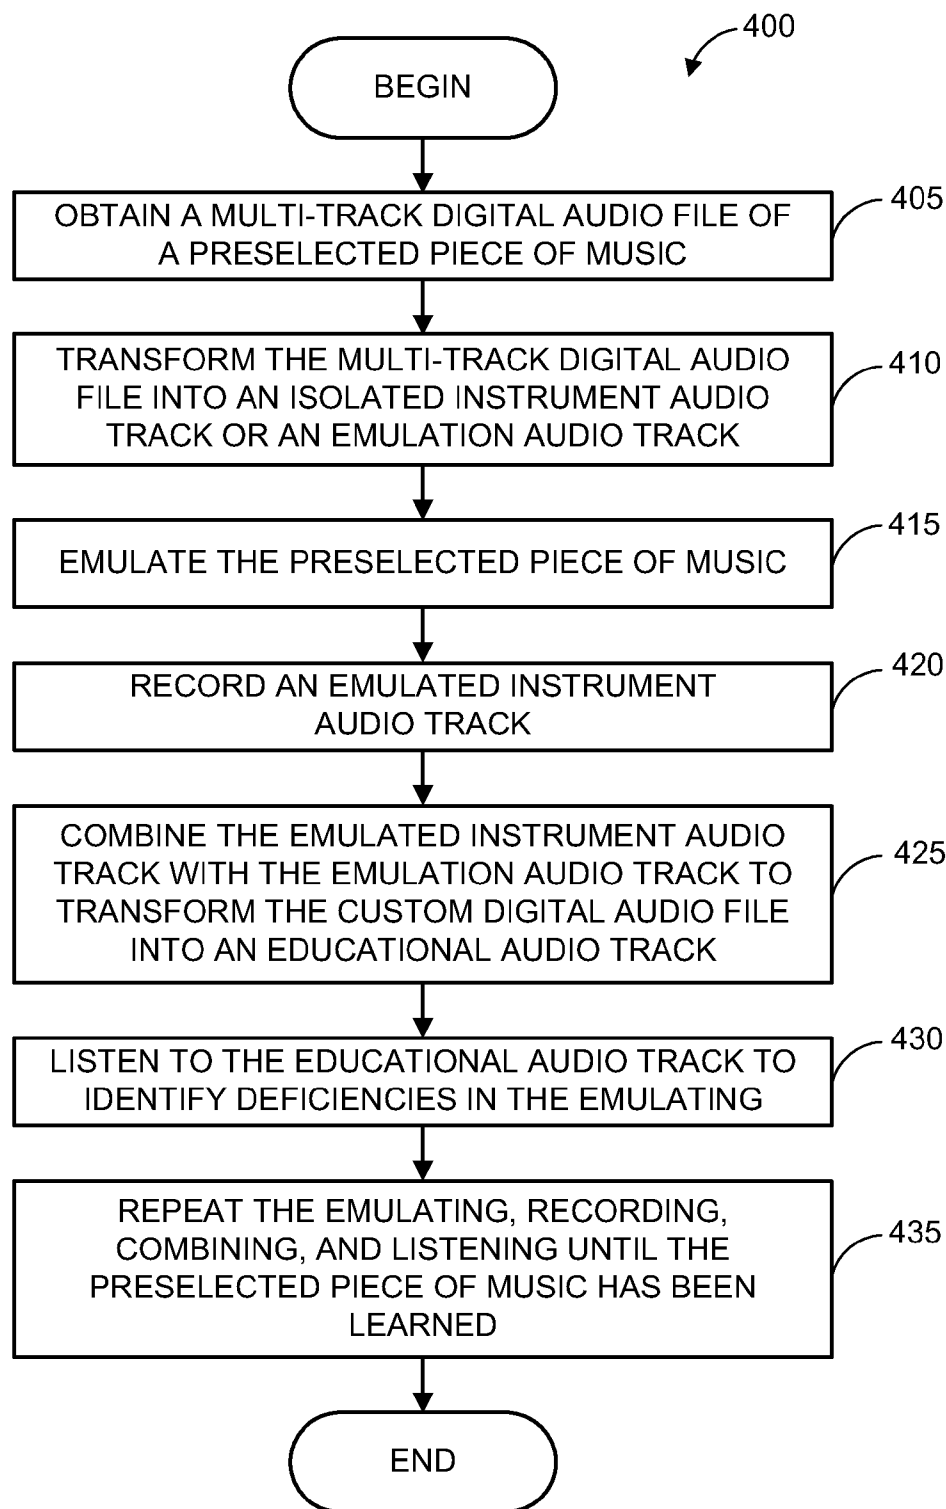 400
BEGIN
OBTAIN A MULTI-TRACK DIGITAL AUDIO FILE OF
A PRESELECTED PIECE OF MUSIC
405
TRANSFORM THE MULTI-TRACK DIGITAL AUDIO
FILE INTO AN ISOLATED INSTRUMENT AUDIO
TRACK OR AN EMULATION AUDIO TRACK
410
EMULATE THE PRESELECTED PIECE OF MUSIC
415
RECORD AN EMULATED INSTRUMENT
AUDIO TRACK
420
COMBINE THE EMULATED INSTRUMENT AUDIO
TRACK WITH THE EMULATION AUDIO TRACK TO
TRANSFORM THE CUSTOM DIGITAL AUDIO FILE
INTO AN EDUCATIONAL AUDIO TRACK
425
LISTEN TO THE EDUCATIONAL AUDIO TRACK TO
IDENTIFY DEFICIENCIES IN THE EMULATING
430
REPEAT THE EMULATING, RECORDING,
COMBINING, AND LISTENING UNTIL THE
PRESELECTED PIECE OF MUSIC HAS BEEN
LEARNED
435
END